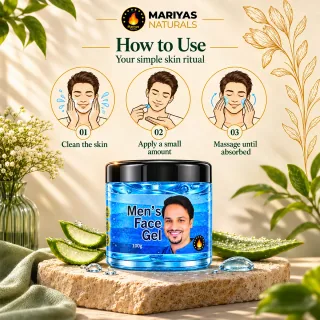 MARIYAS
NATURALS
How to Use
Your simple skin ritual
01
Clean the skin
02
Apply a small
amount
03
Massage until
absorbed
Men's
Face
Gel
100g